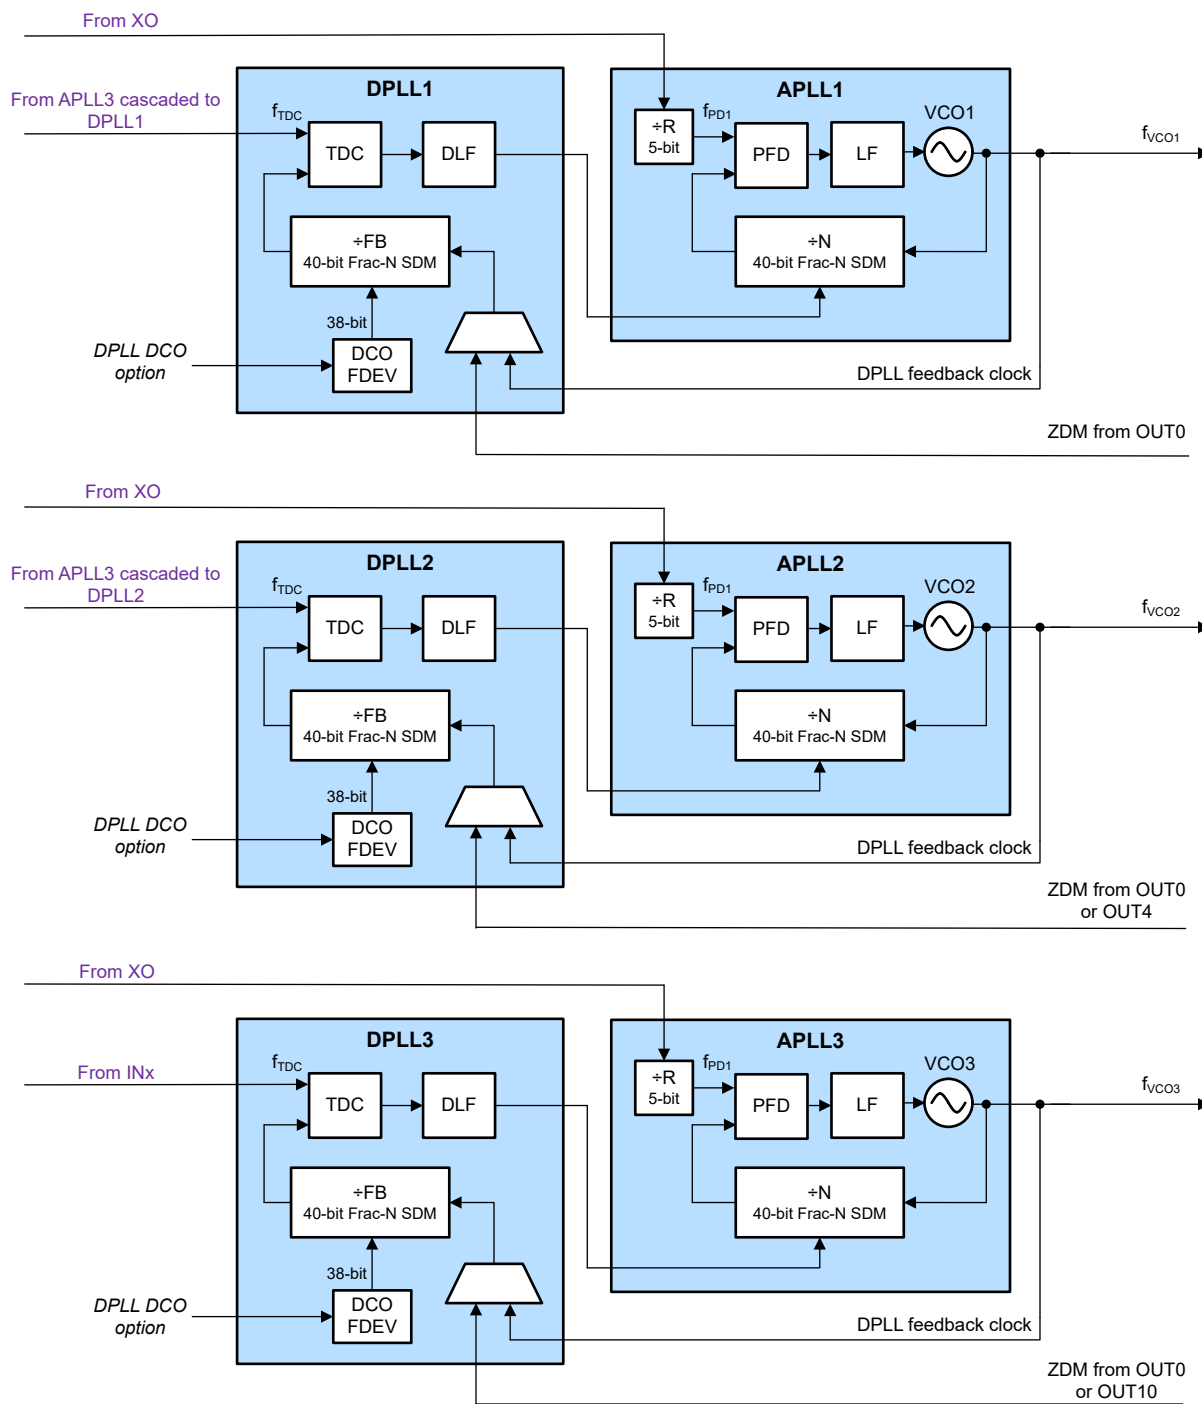 From XO
DPLL1
APLL1
From APLL3 cascaded to
DPLL1
fTDC
TDC
DLF
÷R
5-bit
fPD1
PFD
LF
VCO1
fVCO1
÷FB
40-bit Frac-N SDM
÷N
40-bit Frac-N SDM
38-bit
DPLL DCO
option
DCO
FDEV
DPLL feedback clock
ZDM from OUT0
From XO
DPLL2
APLL2
From APLL3 cascaded to
DPLL2
fTDC
TDC
DLF
÷R
5-bit
fPD1
PFD
LF
VCO2
fVCO2
÷FB
40-bit Frac-N SDM
÷N
40-bit Frac-N SDM
38-bit
DPLL DCO
option
DCO
FDEV
DPLL feedback clock
ZDM from OUT0
or OUT4
From XO
DPLL3
APLL3
From INx
fTDC
TDC
DLF
÷R
5-bit
fPD1
PFD
LF
VCO3
fVCO3
÷FB
40-bit Frac-N SDM
÷N
40-bit Frac-N SDM
38-bit
DPLL DCO
option
DCO
FDEV
DPLL feedback clock
ZDM from OUT0
or OUT10